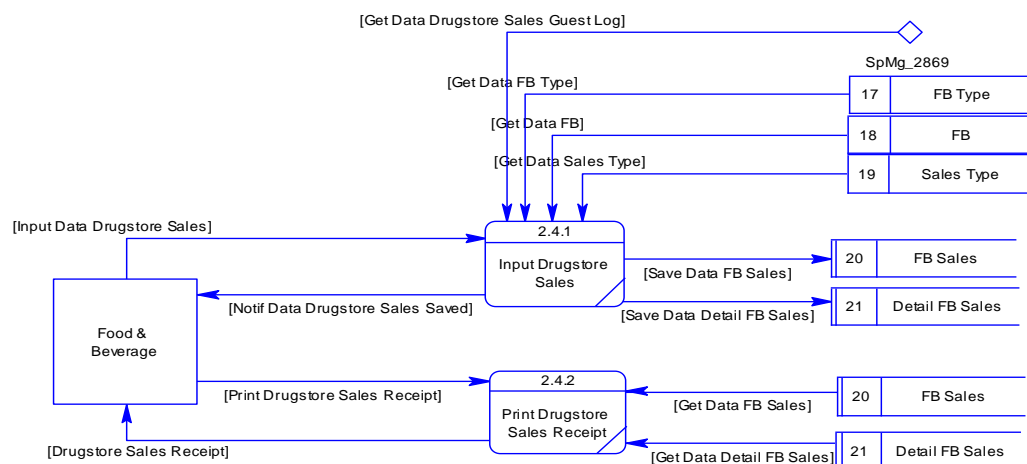 [Get Data Drugstore Sales Guest Log]
SpMg_2869
[Get Data FB Type]
17 FB Type
[Get Data FB]
18 FB
[Get Data Sales Type]
19 Sales Type
[Input Data Drugstore Sales]
2.4.1
Input Drugstore
Sales
[Save Data FB Sales]
20 FB Sales
[Notif Data Drugstore Sales Saved]
[Save Data Detail FB Sales]
21 Detail FB Sales
Food &
Beverage
2.4.2
Print Drugstore
Sales Receipt
[Print Drugstore Sales Receipt]
[Get Data FB Sales]
20 FB Sales
[Drugstore Sales Receipt]
[Get Data Detail FB Sales]
21 Detail FB Sales